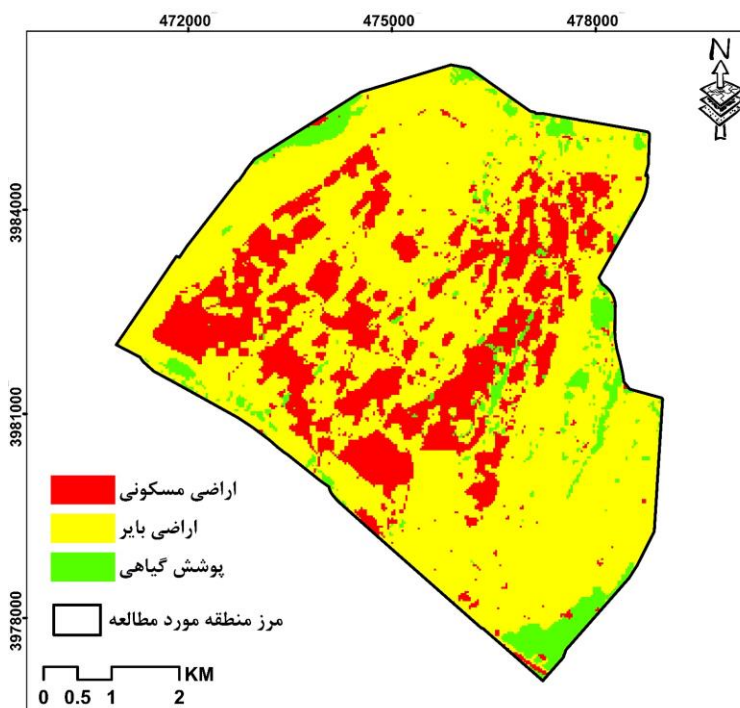 472000 475000 478000
N
3984000
3981000
3978000
اراضی مسکونی
اراضی بایر
پوشش گیاهی
مرز منطقه مورد مطالعه
KM
0 0.5 1 2